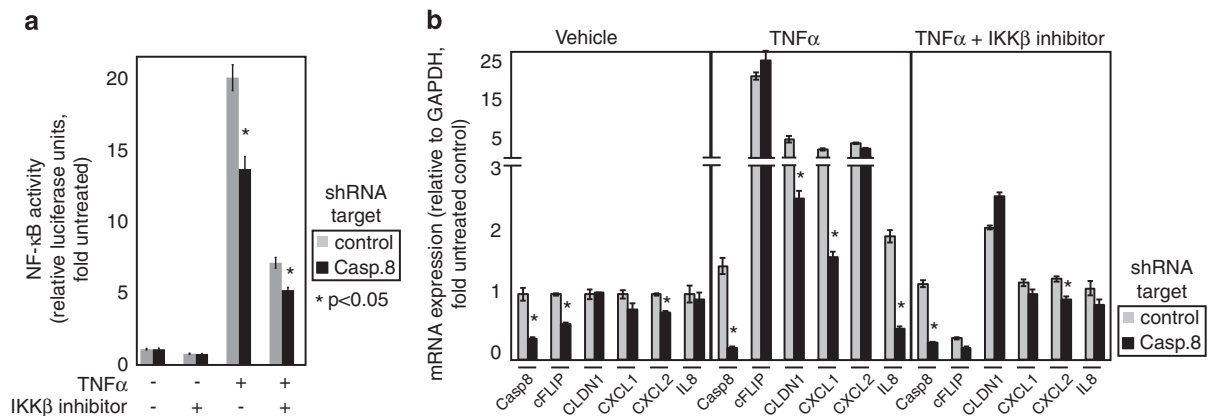 a
NF-κB activity
(relative luciferase units,
fold untreated)
20
15
10
5
0
*
*
TNFα - - + +
IKKβ inhibitor - + - +
shRNA
target
control
Casp.8
* p<0.05
b
mRNA expression (relative to GAPDH,
fold untreated control)
Vehicle
TNFα
TNFα + IKKβ inhibitor
25
15
5
3
2
1
0
* * * * * * * * *
Casp8 cFLIP CLDN1 CXCL1 CXCL2 IL8 Casp8 cFLIP CLDN1 CXCL1 CXCL2 IL8 Casp8 cFLIP CLDN1 CXCL1 CXCL2 IL8
shRNA
target
control
Casp.8